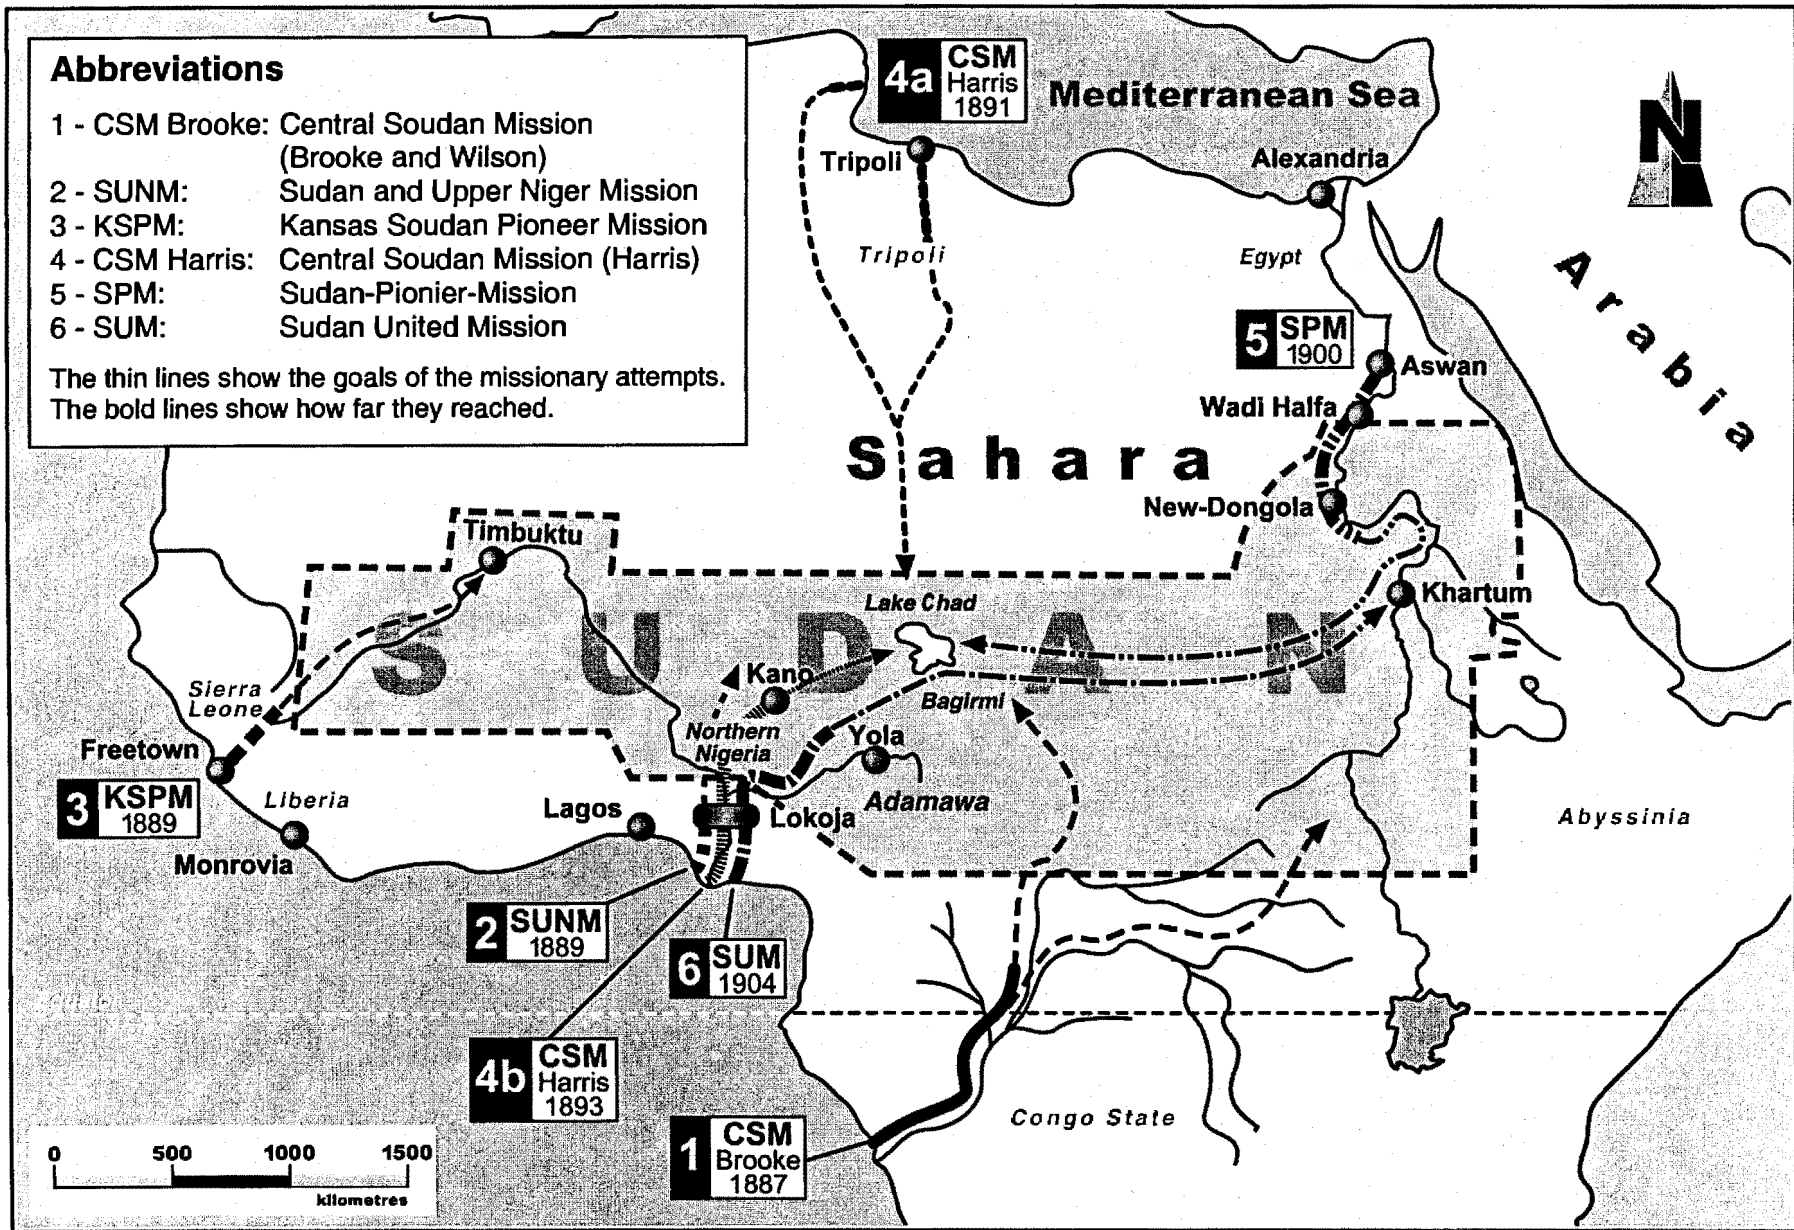 Abbreviations
1 - CSM Brooke: Central Soudan Mission
(Brooke and Wilson)
2 - SUNM: Sudan and Upper Niger Mission
3 - KSPM: Kansas Soudan Pioneer Mission
4 - CSM Harris: Central Soudan Mission (Harris)
5 - SPM: Sudan-Pionier-Mission
6 - SUM: Sudan United Mission
The thin lines show the goals of the missionary attempts.
The bold lines show how far they reached.
4a CSM
Harris
1891
Mediterranean Sea
N
Tripoli
Alexandria
Tripoli
Egypt
Arabia
5 SPM
1900
Aswan
Wadi Halfa
Sahara
New-Dongola
Timbuktu
Khartum
Lake Chad
SUDAN
Kano
Sierra
Leone
Bagirmi
Northern
Nigeria
Yola
Freetown
3 KSPM
1889
Liberia
Lagos
Lokoja
Adamawa
Abyssinia
Monrovia
2 SUNM
1889
6 SUM
1904
4b CSM
Harris
1893
1 CSM
Brooke
1887
Congo State
0 500 1000 1500
kilometres